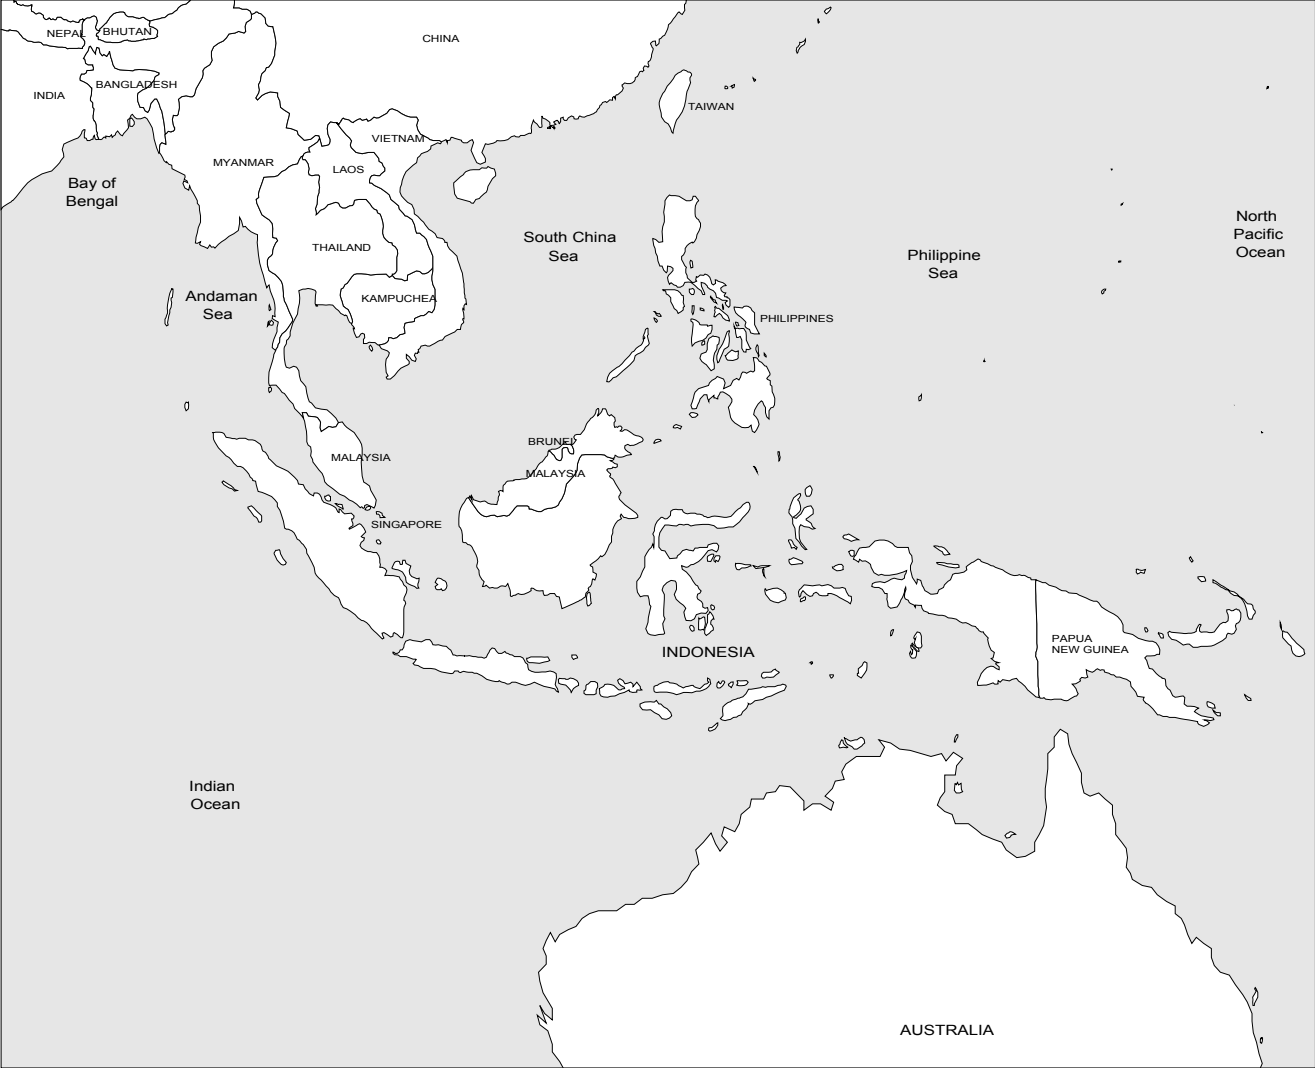 NEPAL
BHUTAN
CHINA
BANGLADESH
INDIA
TAIWAN
VIETNAM
MYANMAR
LAOS
Bay of
Bengal
South China
Sea
THAILAND
Philippine
Sea
North
Pacific
Ocean
Andaman
Sea
KAMPUCHEA
PHILIPPINES
BRUNEI
MALAYSIA
MALAYSIA
SINGAPORE
INDONESIA
PAPUA
NEW GUINEA
Indian
Ocean
AUSTRALIA